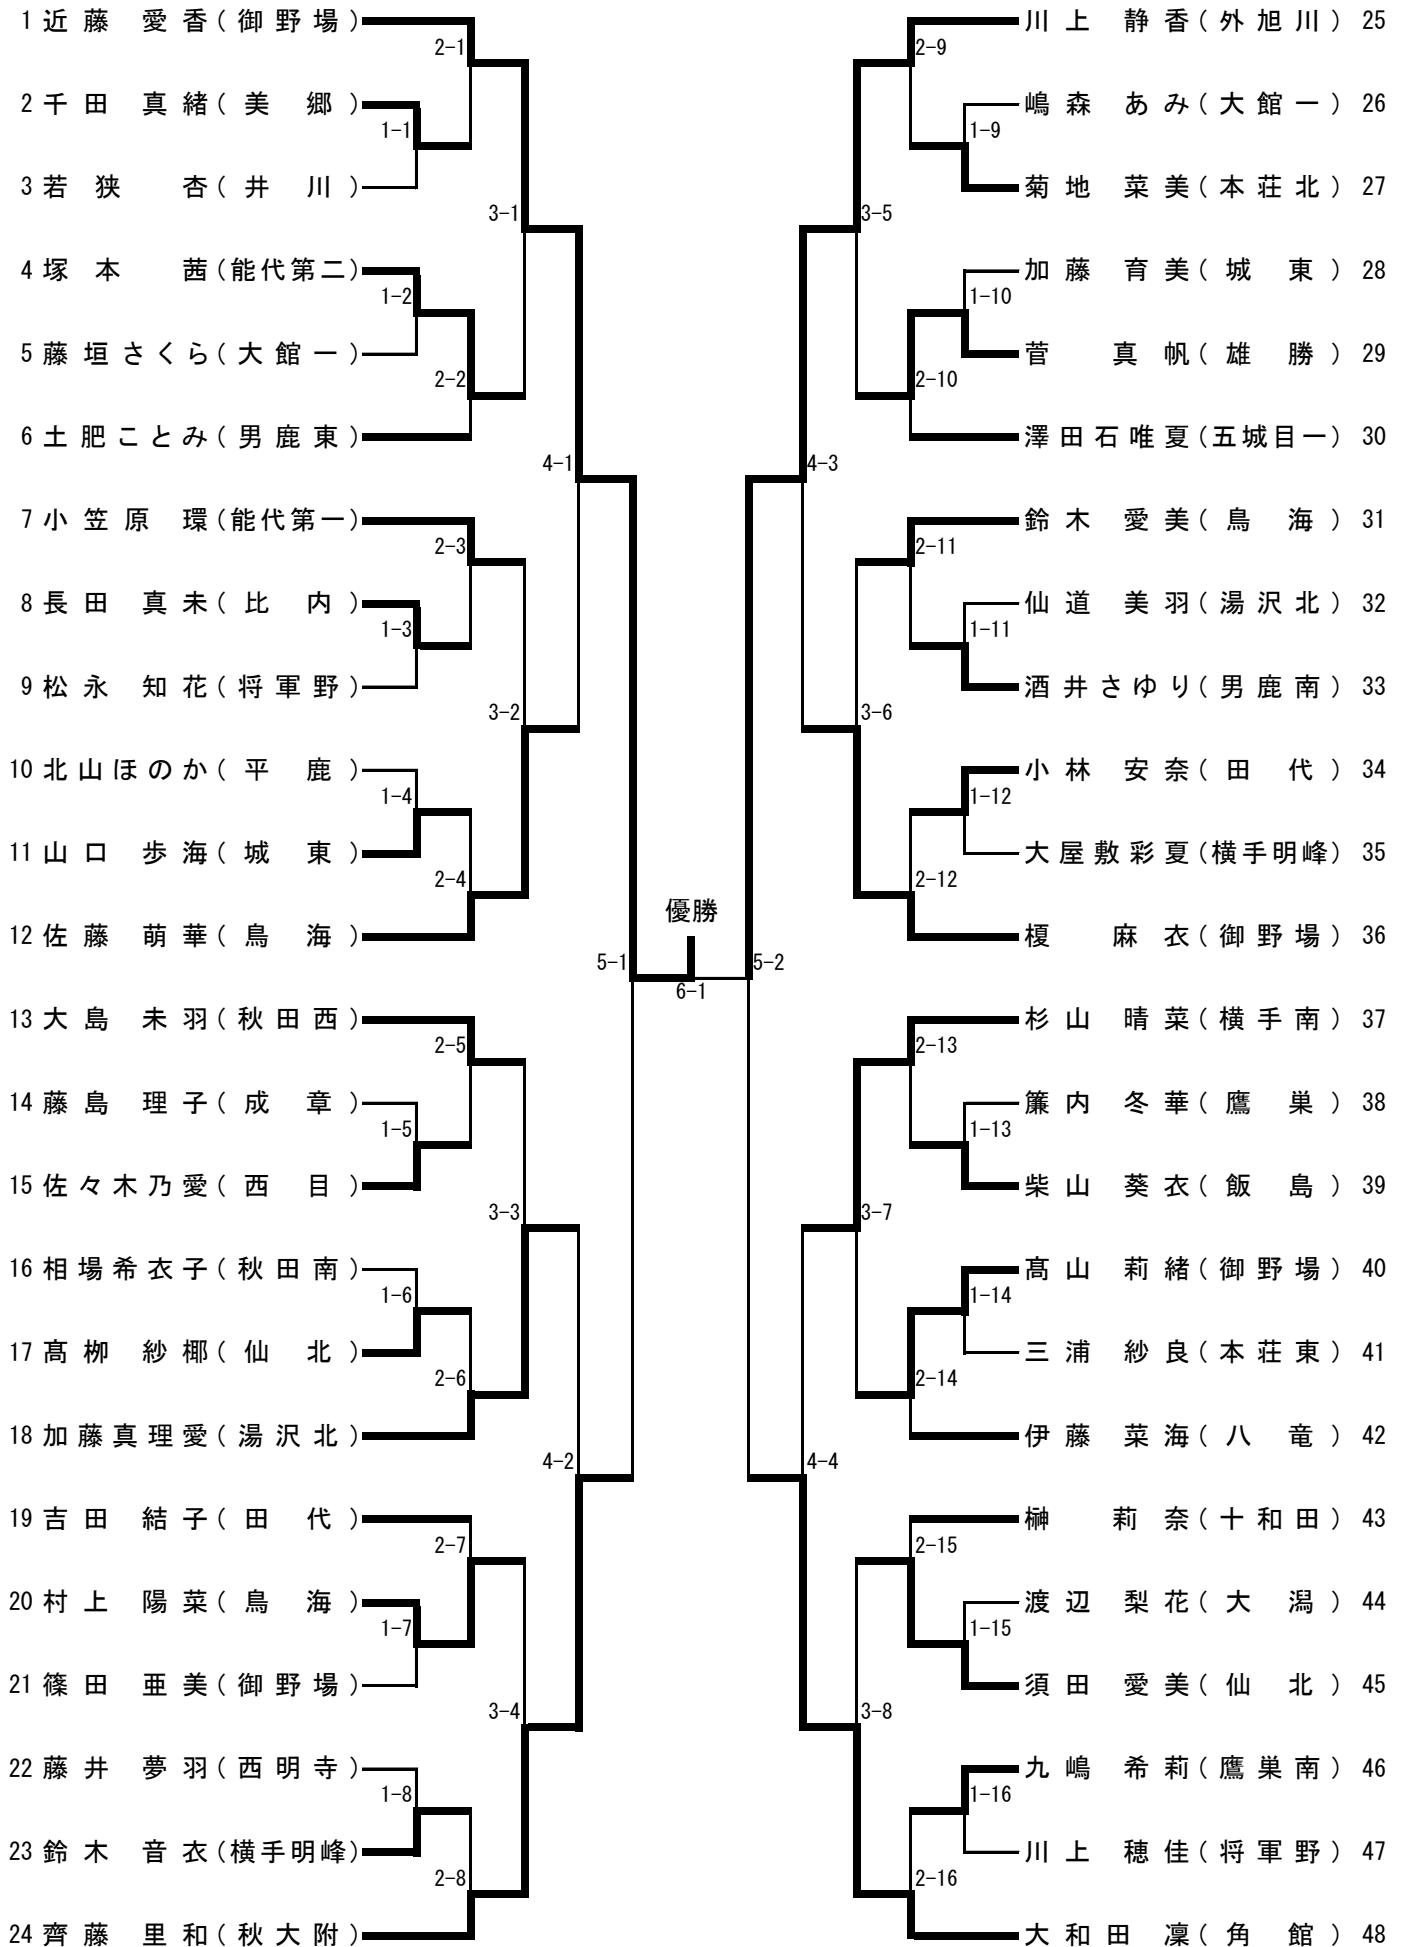 1 近藤 愛香(御野場)
2-1
2 千田 真緒(美郷)
1-1
3 若狭 杏(井川)
3-1
4 塚本 茜(能代第二)
1-2
5 藤垣さくら(大館一)
2-2
6 土肥ことみ(男鹿東)
4-1
7 小笠原 環(能代第一)
2-3
8 長田 真未(比内)
1-3
9 松永 知花(将軍野)
3-2
10 北山ほのか(平鹿)
1-4
11 山口 歩海(城東)
2-4
12 佐藤 萌華(鳥海)
5-1
13 大島 未羽(秋田西)
2-5
14 藤島 理子(成章)
1-5
15 佐々木乃愛(西目)
3-3
16 相場希衣子(秋田南)
1-6
17 髙栁 紗椰(仙北)
2-6
18 加藤真理愛(湯沢北)
4-2
19 吉田 結子(田代)
2-7
20 村上 陽菜(鳥海)
1-7
21 篠田 亜美(御野場)
3-4
22 藤井 夢羽(西明寺)
1-8
23 鈴木 音衣(横手明峰)
2-8
24 齊藤 里和(秋大附)
優勝
6-1
川上 静香(外旭川) 25
2-9
嶋森 あみ(大館一) 26
1-9
菊地 菜美(本荘北) 27
3-5
加藤 育美(城東) 28
1-10
菅 真帆(雄勝) 29
2-10
澤田石唯夏(五城目一) 30
4-3
鈴木 愛美(鳥海) 31
2-11
仙道 美羽(湯沢北) 32
1-11
酒井さゆり(男鹿南) 33
3-6
小林 安奈(田代) 34
1-12
大屋敷彩夏(横手明峰) 35
2-12
榎 麻衣(御野場) 36
5-2
杉山 晴菜(横手南) 37
2-13
簾内 冬華(鷹巣) 38
1-13
柴山 葵衣(飯島) 39
3-7
髙山 莉緒(御野場) 40
1-14
三浦 紗良(本荘東) 41
2-14
伊藤 菜海(八竜) 42
4-4
榊 莉奈(十和田) 43
2-15
渡辺 梨花(大潟) 44
1-15
須田 愛美(仙北) 45
3-8
九嶋 希莉(鷹巣南) 46
1-16
川上 穂佳(将軍野) 47
2-16
大和田 凜(角館) 48